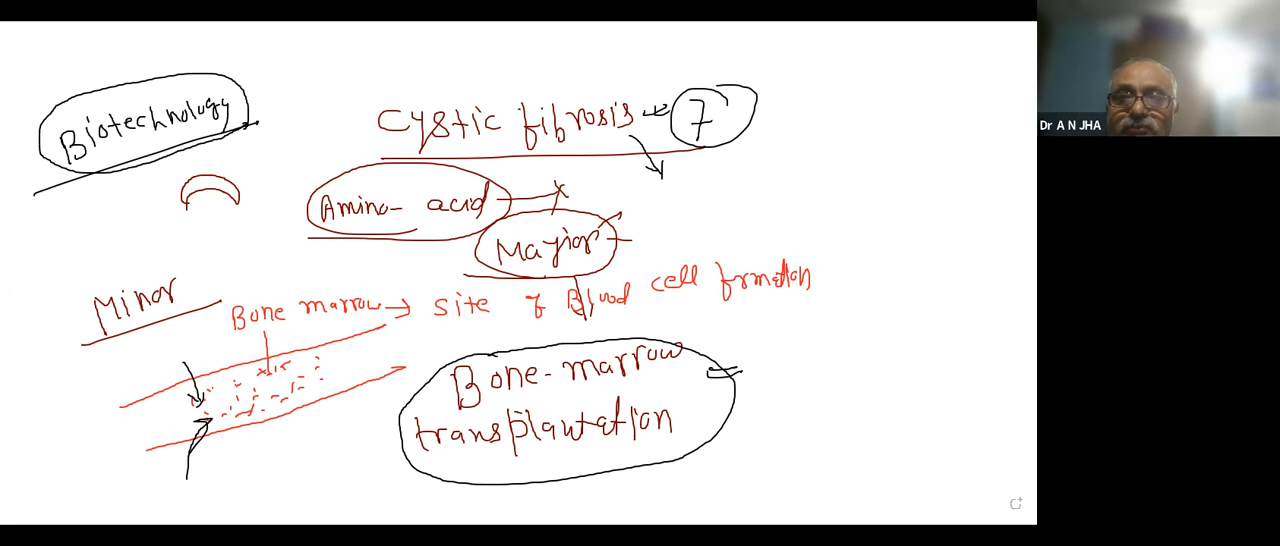 Biotechnology
Cystic fibrosis → 7
Amino- acid
Mayior
Minor
Bone marrow → site of Blood cell formation
Bone-marrow
transplantation
Dr A N JHA